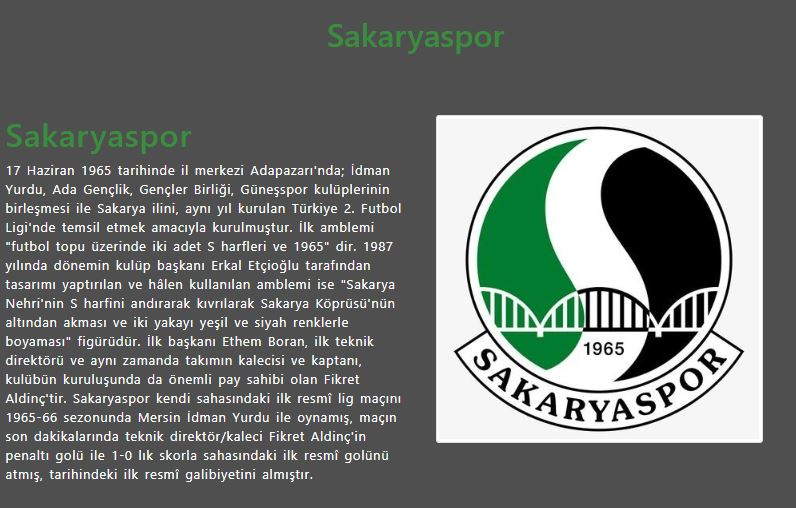 Sakaryaspor
Sakaryaspor
17 Haziran 1965 tarihinde il merkezi Adapazarı'nda; İdman
Yurdu, Ada Gençlik, Gençler Birliği, Güneşspor kulüplerinin
birleşmesi ile Sakarya ilini, aynı yıl kurulan Türkiye 2. Futbol
Ligi'nde temsil etmek amacıyla kurulmuştur. İlk amblemi
"futbol topu üzerinde iki adet S harfleri ve 1965" dir. 1987
yılında dönemin kulüp başkanı Erkal Etçioğlu tarafından
tasarımı yaptırılan ve hâlen kullanılan amblemi ise "Sakarya
Nehri'nin S harfini andırarak kıvrılarak Sakarya Köprüsü'nün
altından akması ve iki yakayı yeşil ve siyah renklerle
boyaması" figürüdür. İlk başkanı Ethem Boran, ilk teknik
direktörü ve aynı zamanda takımın kalecisi ve kaptanı,
kulübün kuruluşunda da önemli pay sahibi olan Fikret
Aldinç'tir. Sakaryaspor kendi sahasındaki ilk resmî lig maçını
1965-66 sezonunda Mersin İdman Yurdu ile oynamış, maçın
son dakikalarında teknik direktör/kaleci Fikret Aldinç'in
penaltı golü ile 1-0 lık skorla sahasındaki ilk resmî golünü
atmış, tarihindeki ilk resmî galibiyetini almıştır.
1965
SAKARYASPOR